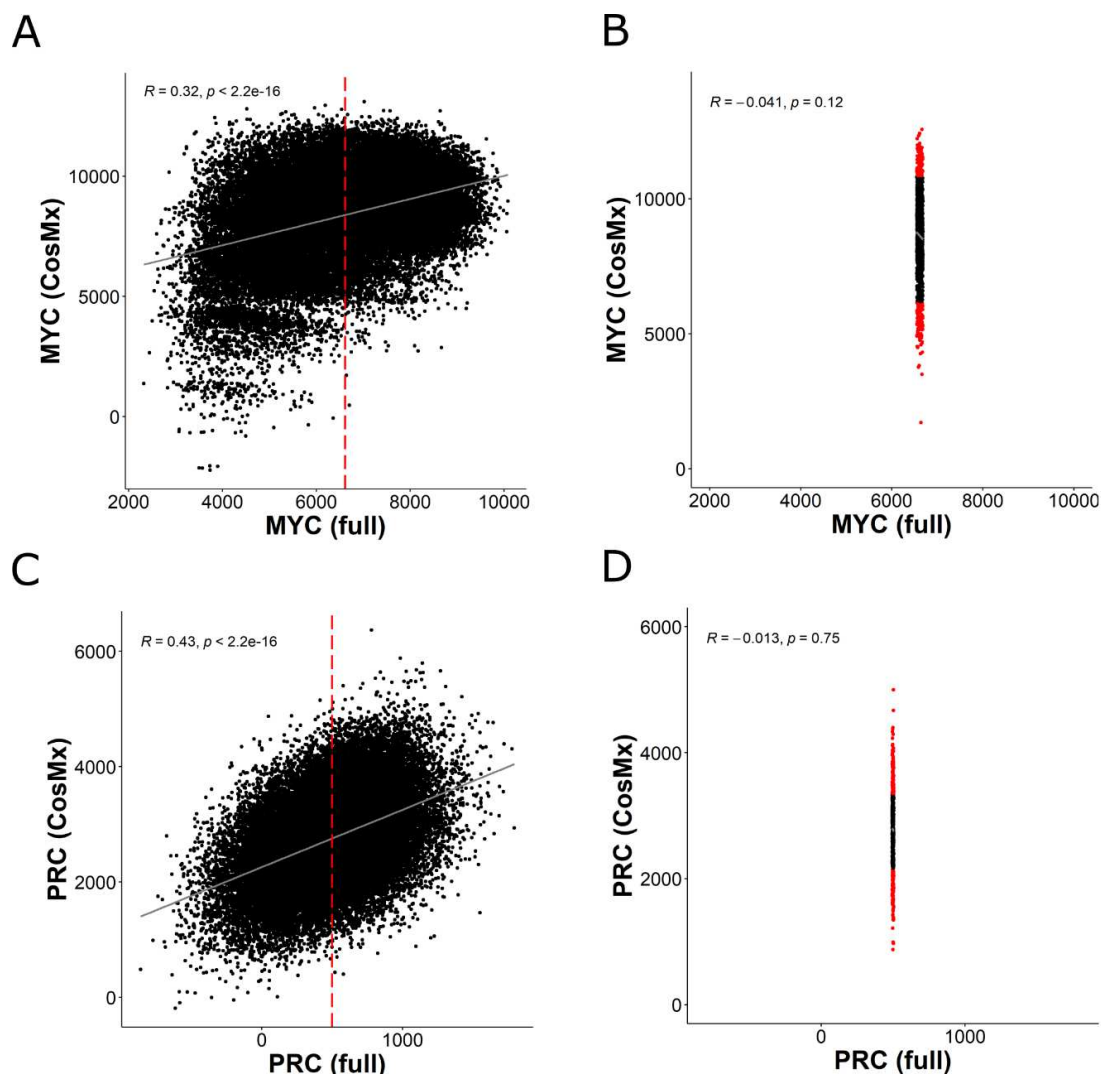 A
R = 0.32, p < 2.2e-16
MYC (CosMx)
10000
5000
0
2000 4000 6000 8000 10000
MYC (full)
B
R = −0.041, p = 0.12
MYC (CosMx)
10000
5000
0
2000 4000 6000 8000 10000
MYC (full)
C
R = 0.43, p < 2.2e-16
PRC (CosMx)
6000
4000
2000
0
0 1000
PRC (full)
D
R = −0.013, p = 0.75
PRC (CosMx)
6000
4000
2000
0
0 1000
PRC (full)